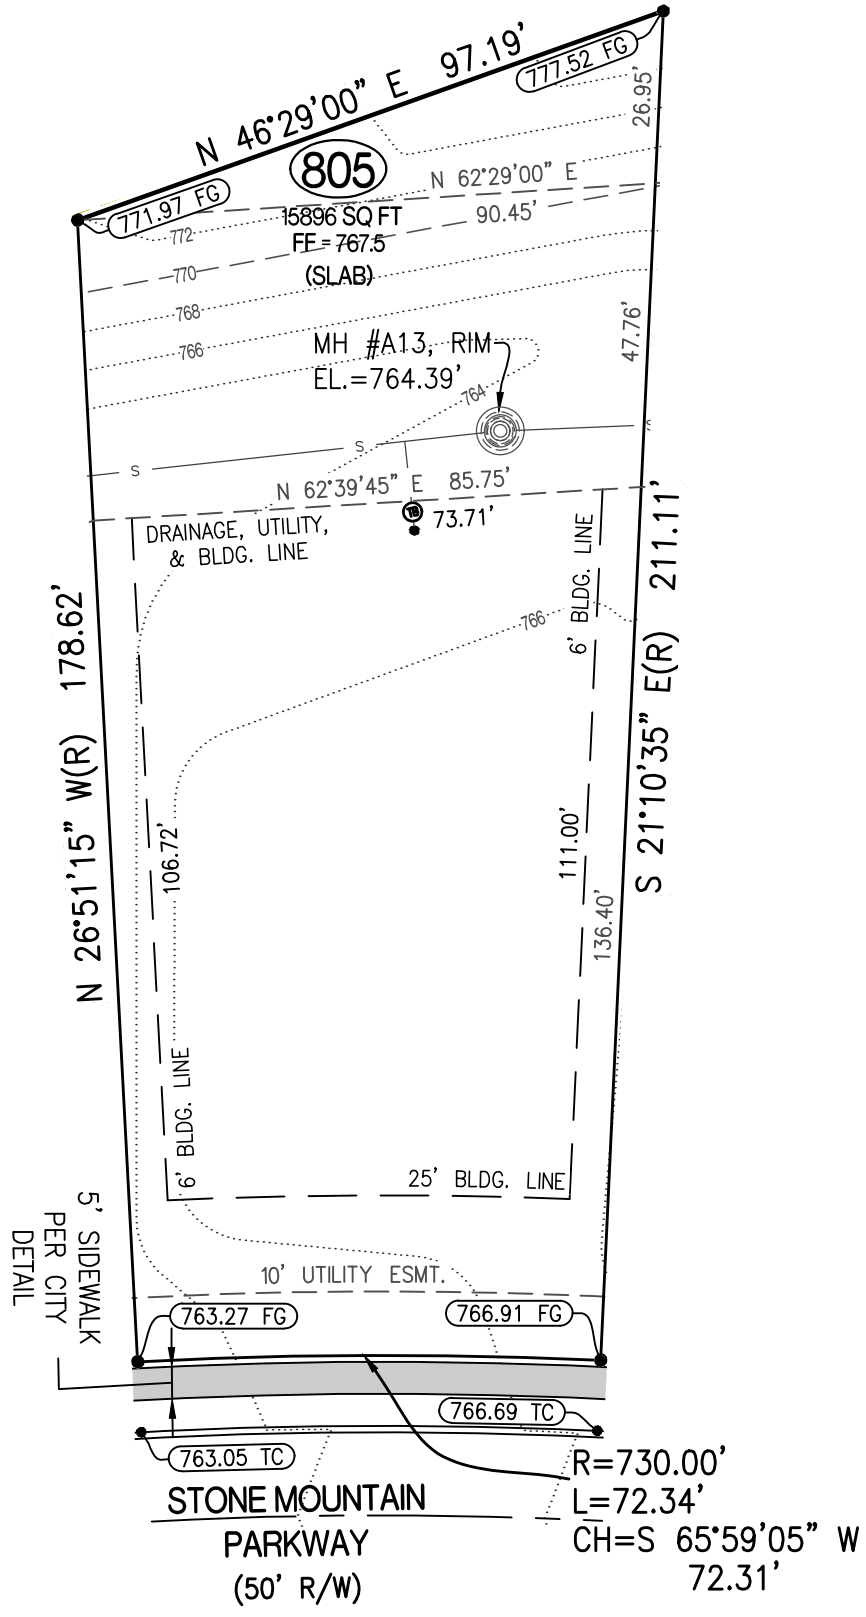 N 46°29'00" E 97.19'
777.52 FG
26.95'
805
N 62°29'00" E
771.97 FG
15896 SQ FT
90.45'
772
FF = 767.5
770
(SLAB)
768
766
47.76'
MH #A13, RIM
EL.=764.39'
764
S
S
S
N 62°39'45" E 85.75'
TB
73.71'
DRAINAGE, UTILITY,
& BLDG. LINE
6' BLDG. LINE
766
N 26°51'15" W(R) 178.62'
S 21°10'35" E(R) 211.11'
106.72'
111.00'
136.40'
6' BLDG. LINE
25' BLDG. LINE
5' SIDEWALK
PER CITY
DETAIL
10' UTILITY ESMT.
763.27 FG
766.91 FG
766.69 TC
763.05 TC
R=730.00'
L=72.34'
CH=S 65°59'05" W
72.31'
STONE MOUNTAIN
PARKWAY
(50' R/W)